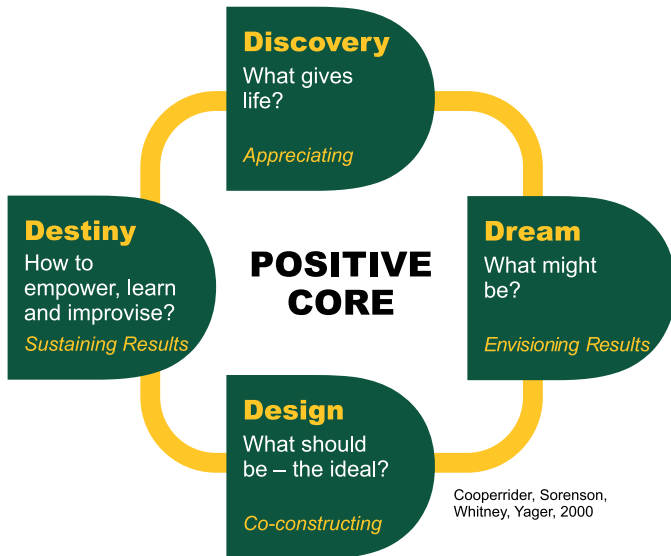 Discovery
What gives
life?
Appreciating
Destiny
How to
empower, learn
and improvise?
Sustaining Results
POSITIVE
CORE
Dream
What might
be?
Envisioning Results
Design
What should
be – the ideal?
Co-constructing
Cooperrider, Sorenson,
Whitney, Yager, 2000